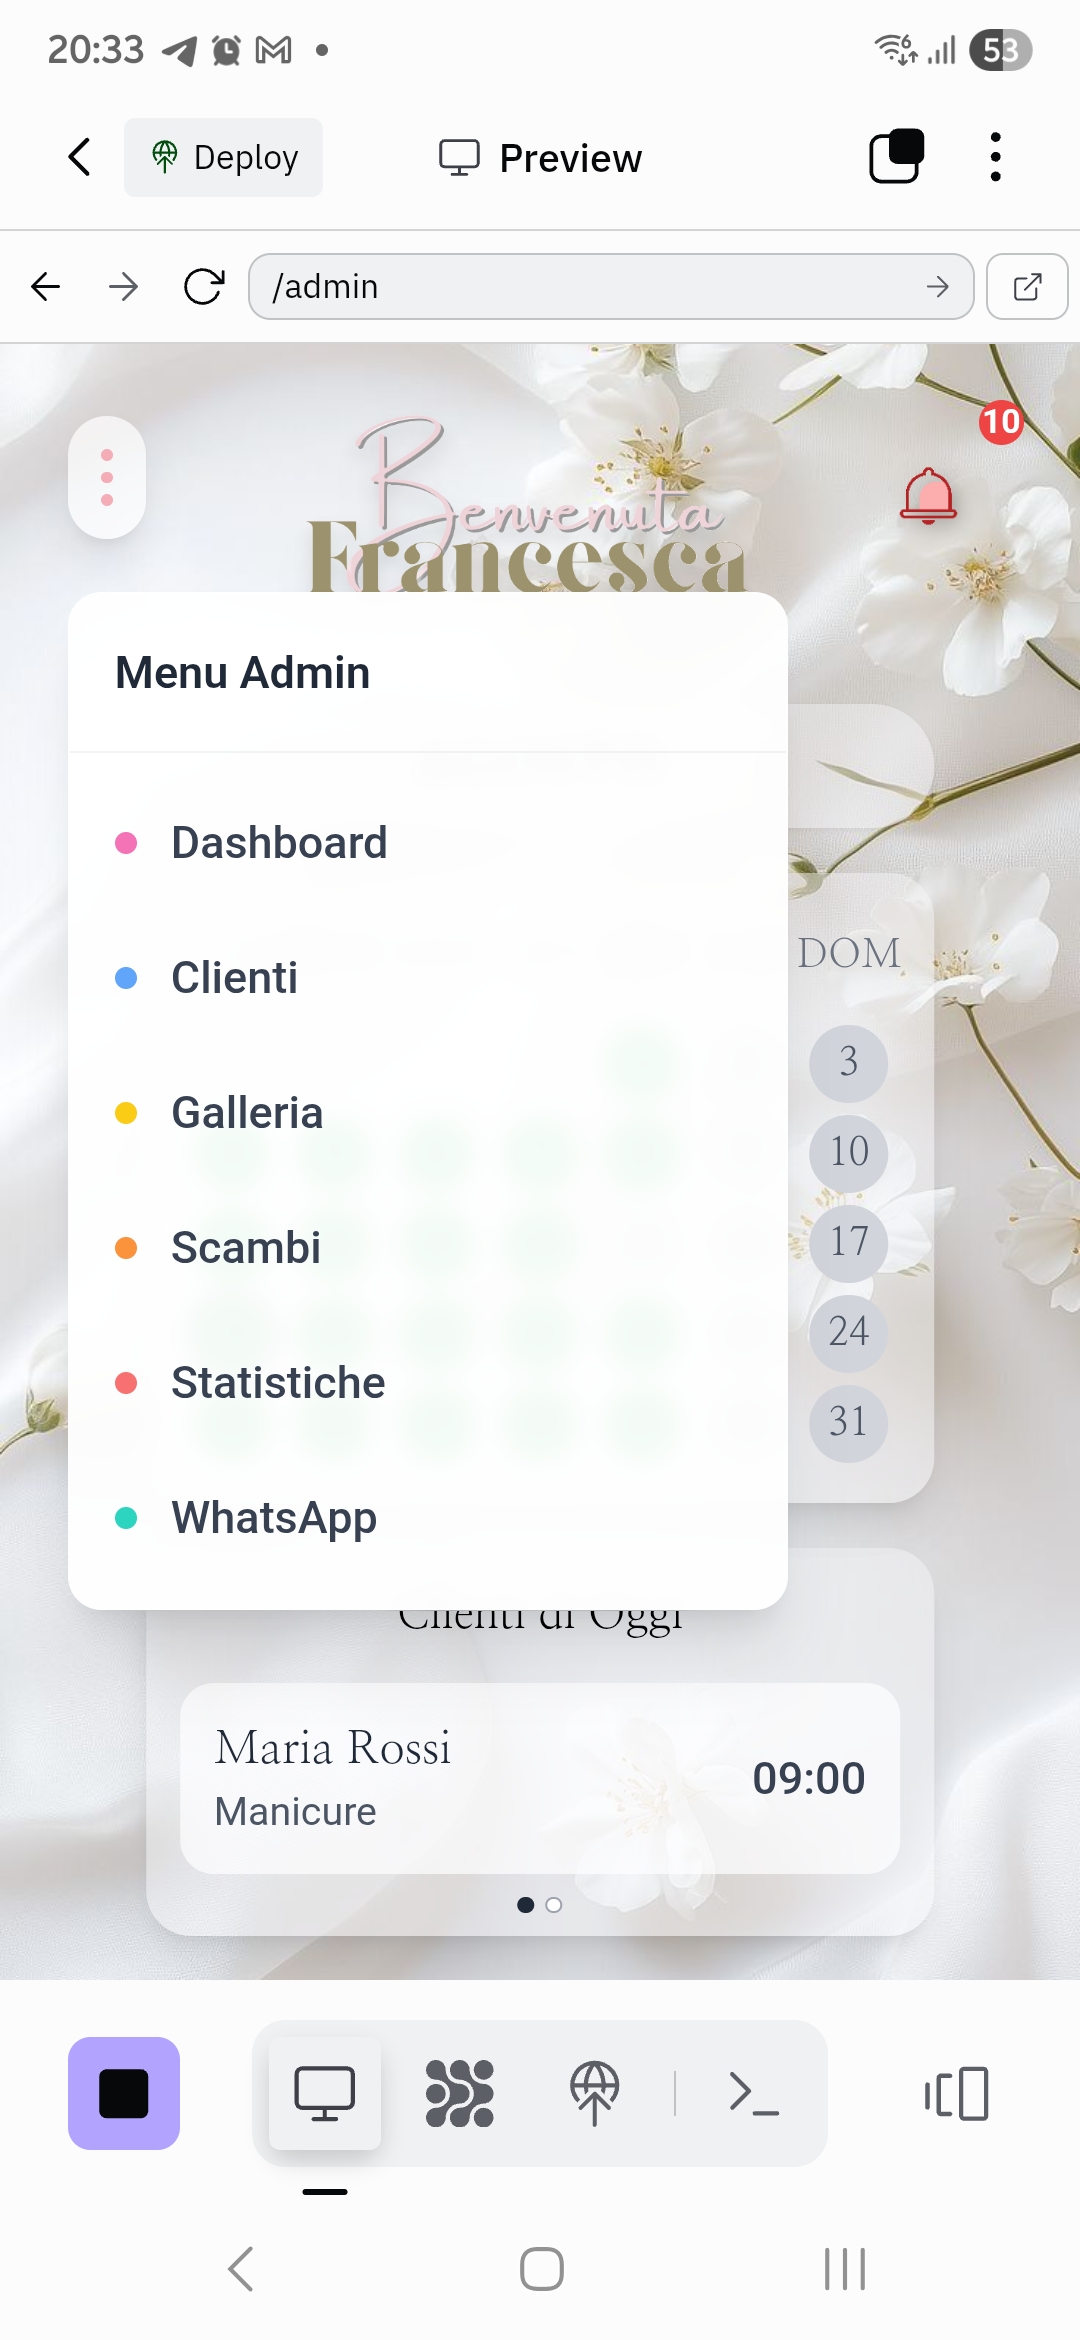 20:33
6
53
Deploy
Preview
/admin
10
Benvenuta
Francesca
Menu Admin
Dashboard
DOM
Clienti
3
Galleria
10
Scambi
17
24
Statistiche
31
WhatsApp
Clienti di Oggi
Maria Rossi
Manicure
09:00